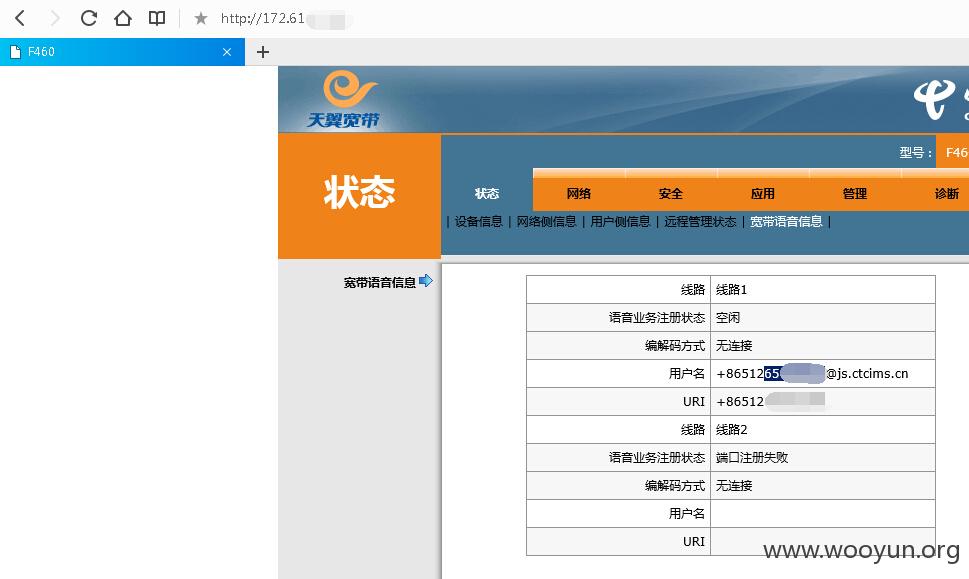 http://172.61
F460
天翼宽带
型号： F46
状态
状态 网络 安全 应用 管理 诊断
| 设备信息 | 网络侧信息 | 用户侧信息 | 远程管理状态 | 宽带语音信息 |
宽带语音信息
线路 线路1
语音业务注册状态 空闲
编解码方式 无连接
用户名 +8651265 @js.ctcims.cn
URI +86512
线路 线路2
语音业务注册状态 端口注册失败
编解码方式 无连接
用户名
URI
www.wooyun.org